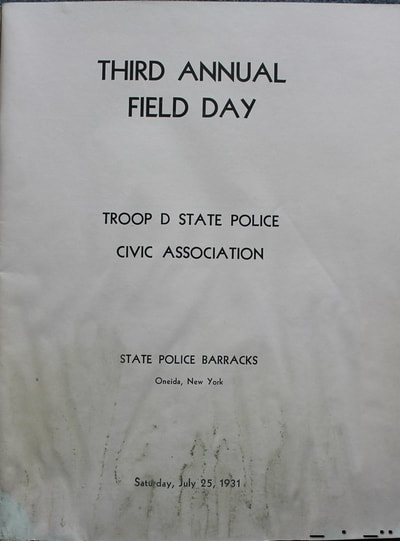 THIRD ANNUAL
FIELD DAY
TROOP D STATE POLICE
CIVIC ASSOCIATION
STATE POLICE BARRACKS
Oneida, New York
Saturday, July 25, 1931